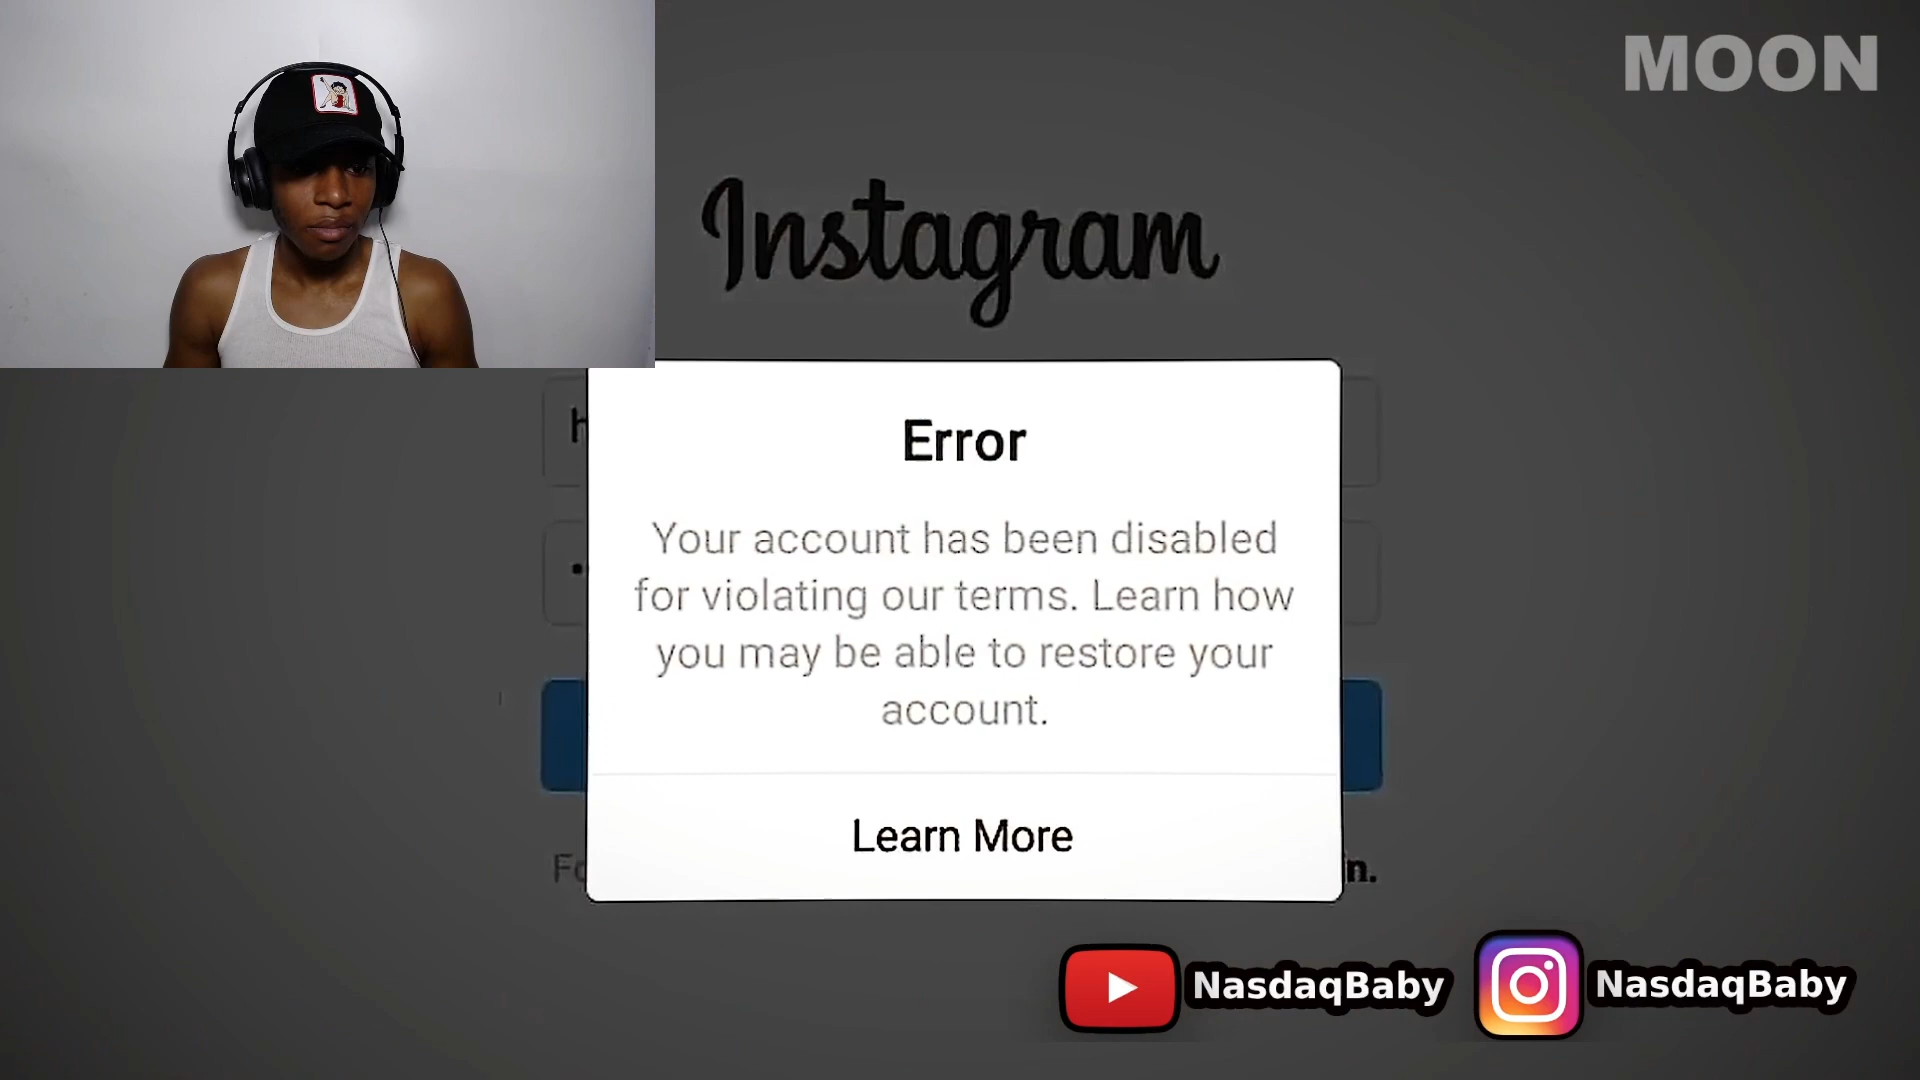 MOON
Instagram
Error
Your account has been disabled
for violating our terms. Learn how
you may be able to restore your
account.
Learn More
n.
NasdaqBaby
NasdaqBaby